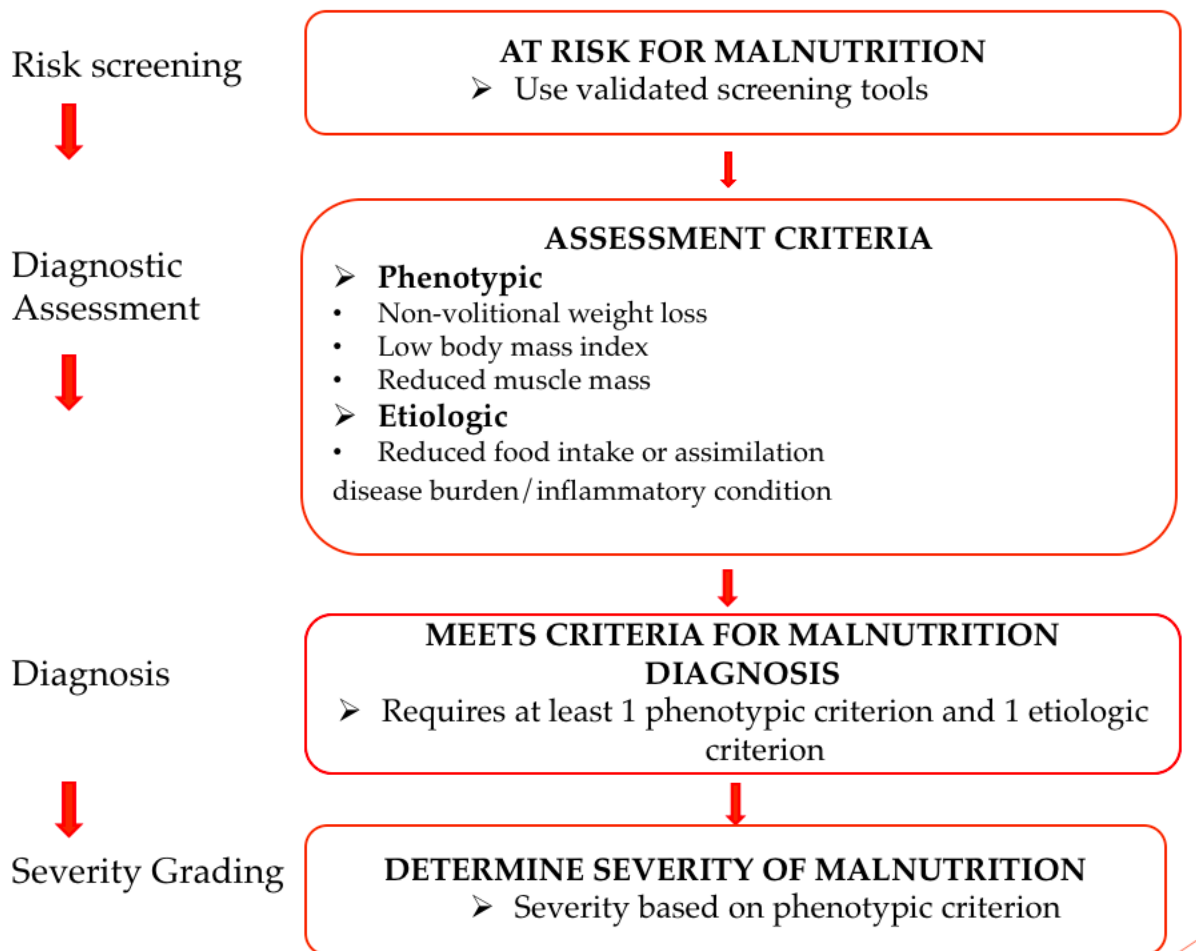 Risk screening
AT RISK FOR MALNUTRITION
➤ Use validated screening tools
Diagnostic
Assessment
ASSESSMENT CRITERIA
➤ Phenotypic
• Non-volitional weight loss
• Low body mass index
• Reduced muscle mass
➤ Etiologic
• Reduced food intake or assimilation
disease burden/inflammatory condition
Diagnosis
MEETS CRITERIA FOR MALNUTRITION
DIAGNOSIS
➤ Requires at least 1 phenotypic criterion and 1 etiologic
criterion
Severity Grading
DETERMINE SEVERITY OF MALNUTRITION
➤ Severity based on phenotypic criterion